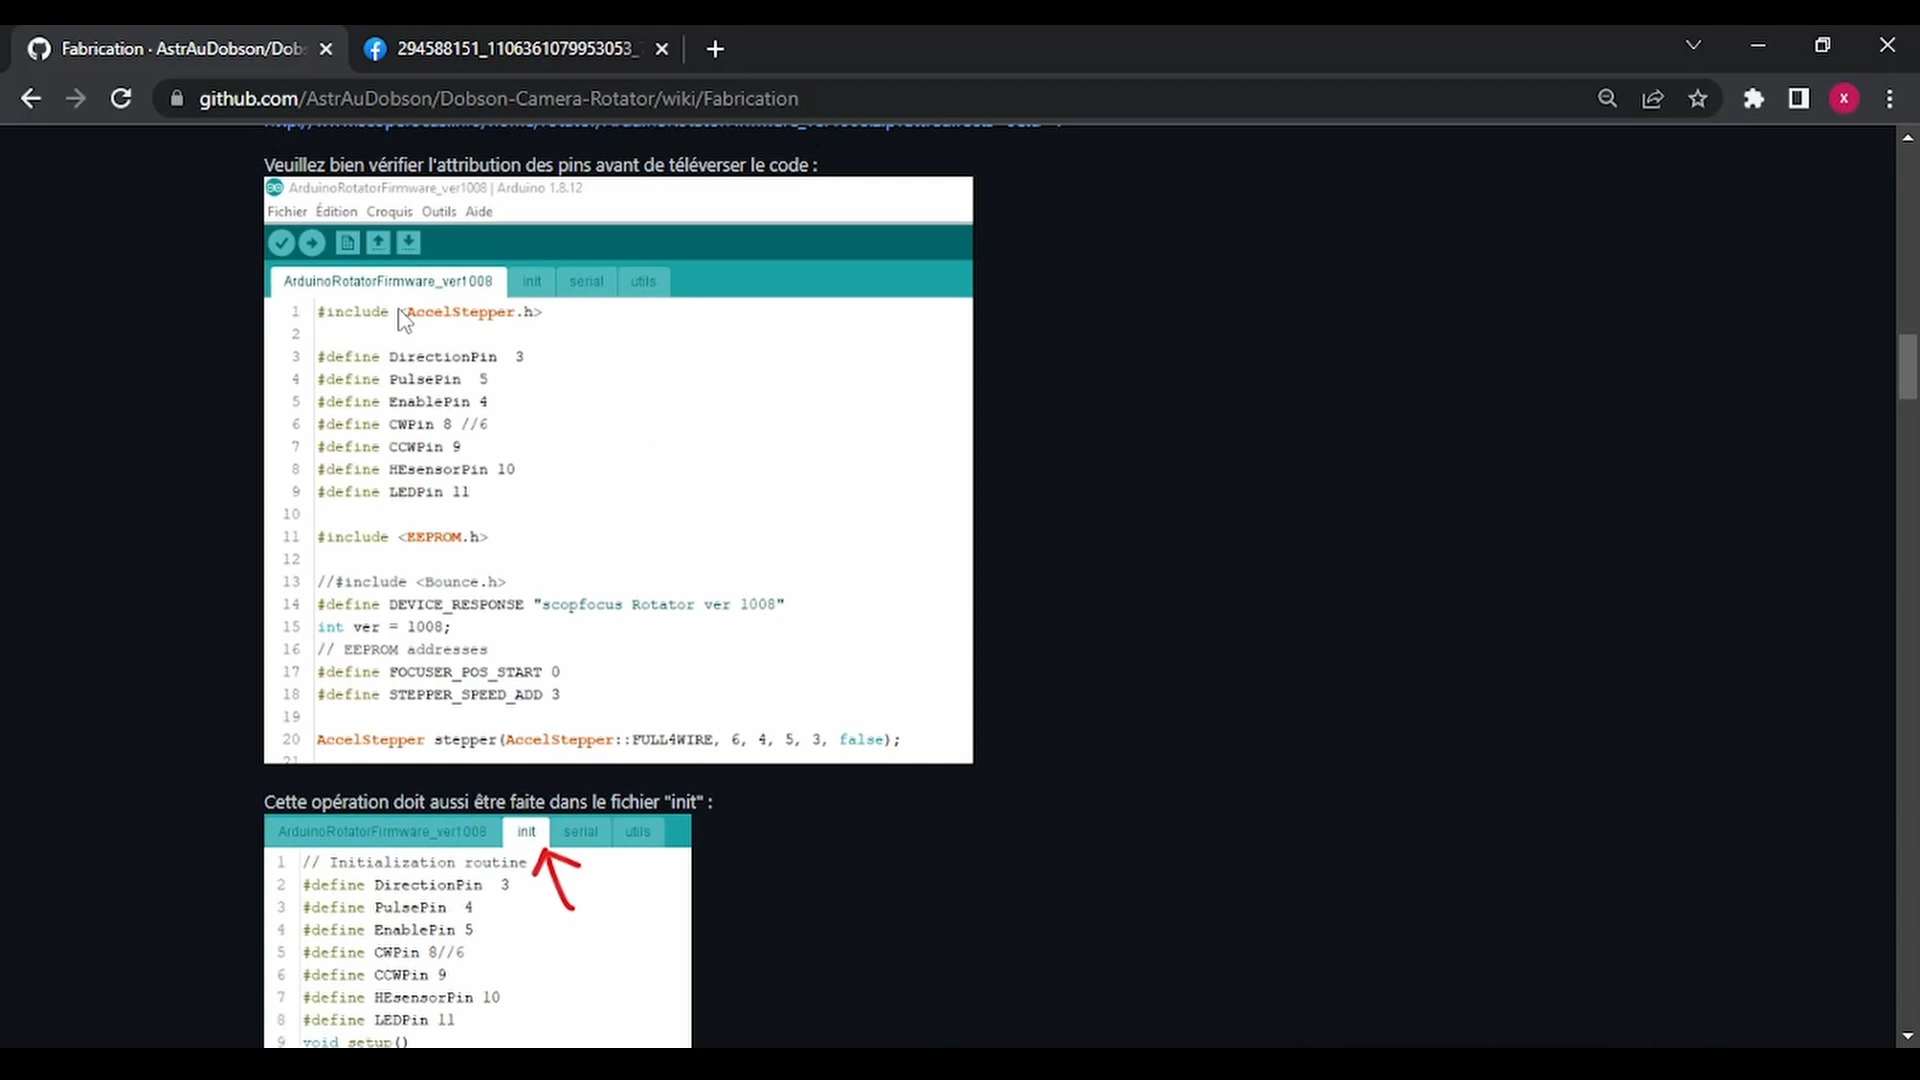 Fabrication · AstrAuDobson/Dob
294588151_1106361079953053_
github.com/AstrAuDobson/Dobson-Camera-Rotator/wiki/Fabrication
x
Veuillez bien vérifier l'attribution des pins avant de téléverser le code :
ArduinoRotatorFirmware_ver1008 | Arduino 1.8.12
Fichier Édition Croquis Outils Aide
ArduinoRotatorFirmware_ver1008 init serial utils
1 #include <AccelStepper.h>
2
3 #define DirectionPin 3
4 #define PulsePin 5
5 #define EnablePin 4
6 #define CWPin 8 //6
7 #define CCWPin 9
8 #define HEsensorPin 10
9 #define LEDPin 11
10
11 #include <EEPROM.h>
12
13 //#include <Bounce.h>
14 #define DEVICE_RESPONSE "scopfocus Rotator ver 1008"
15 int ver = 1008;
16 // EEPROM addresses
17 #define FOCUSER_POS_START 0
18 #define STEPPER_SPEED_ADD 3
19
20 AccelStepper stepper(AccelStepper::FULL4WIRE, 6, 4, 5, 3, false);
21
Cette opération doit aussi être faite dans le fichier "init" :
ArduinoRotatorFirmware_ver1008 init serial utils
1 // Initialization routine
2 #define DirectionPin 3
3 #define PulsePin 4
4 #define EnablePin 5
5 #define CWPin 8//6
6 #define CCWPin 9
7 #define HEsensorPin 10
8 #define LEDPin 11
9 void setup()